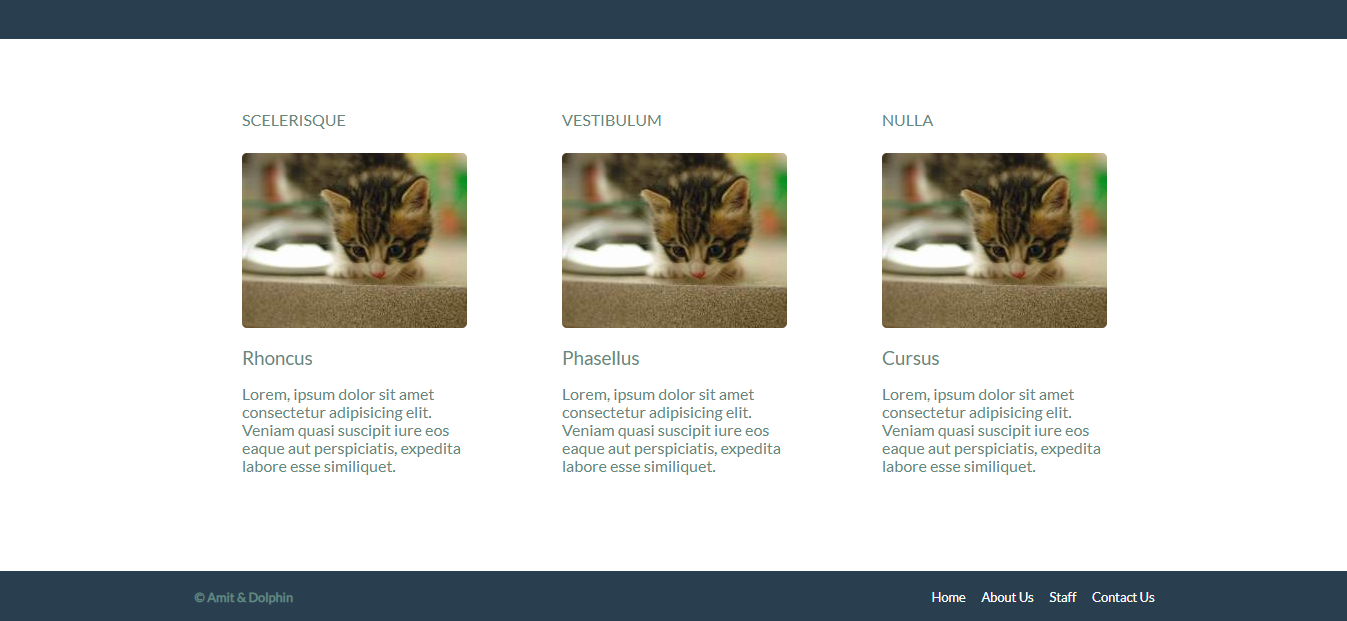 SCELERISQUE
VESTIBULUM
NULLA
Rhoncus
Lorem, ipsum dolor sit amet
consectetur adipisicing elit.
Veniam quasi suscipit iure eos
eaque aut perspiciatis, expedita
labore esse similiquet.
Phasellus
Lorem, ipsum dolor sit amet
consectetur adipisicing elit.
Veniam quasi suscipit iure eos
eaque aut perspiciatis, expedita
labore esse similiquet.
Cursus
Lorem, ipsum dolor sit amet
consectetur adipisicing elit.
Veniam quasi suscipit iure eos
eaque aut perspiciatis, expedita
labore esse similiquet.
© Amit & Dolphin
Home About Us Staff Contact Us